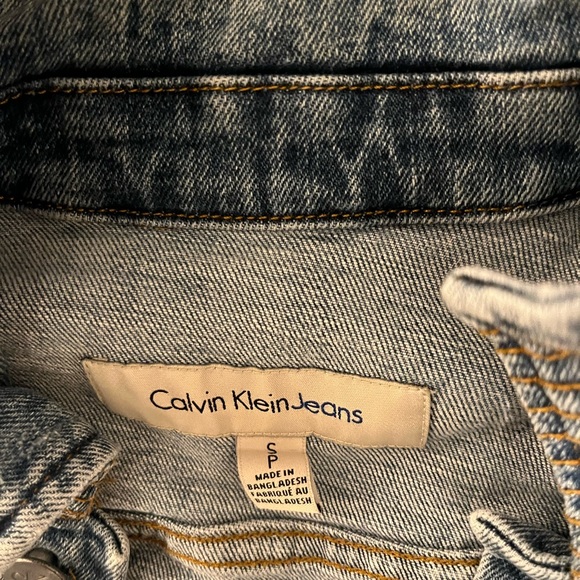 Calvin Klein Jeans
S
P
MADE IN
BANGLADESH
FABRIQUÉ AU
BANGLADESH